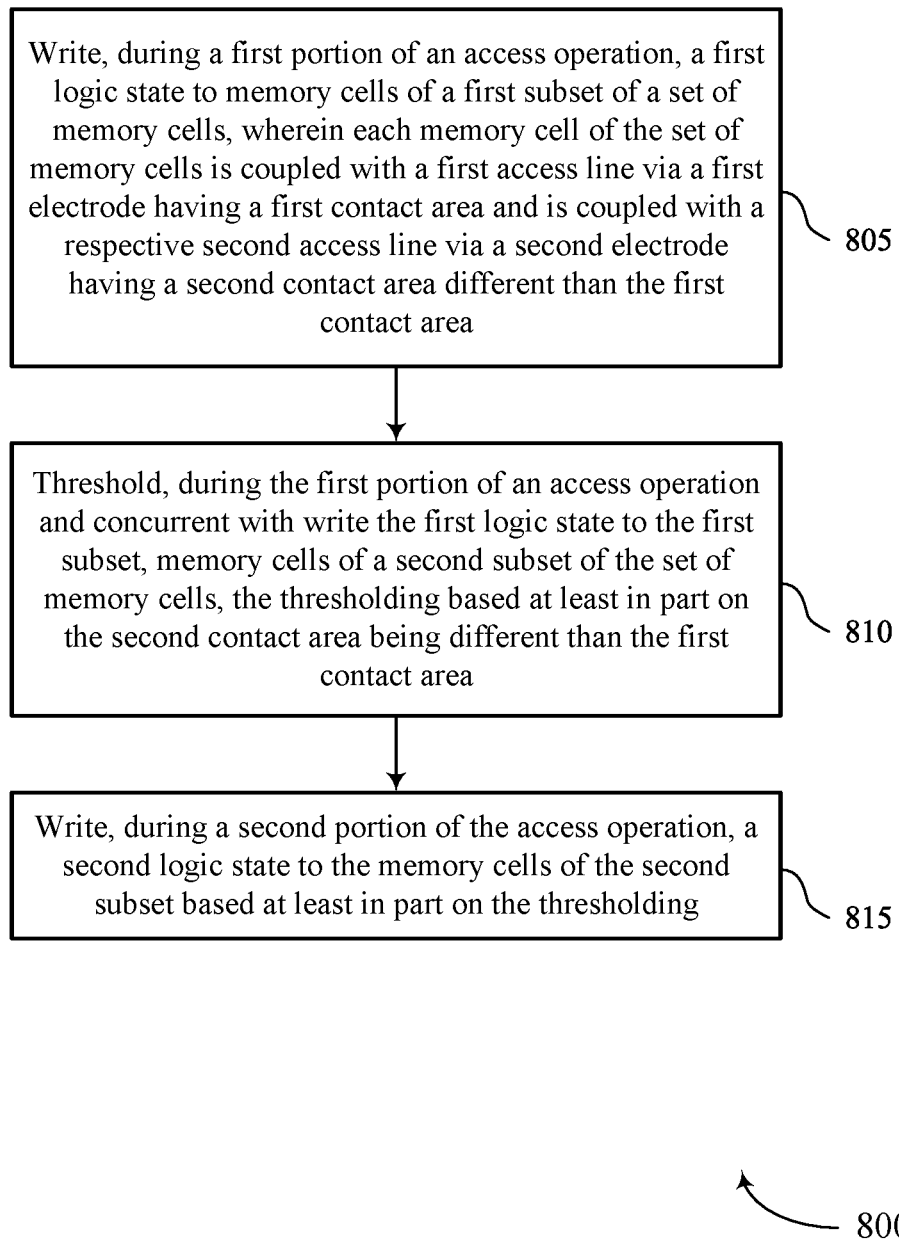 Write, during a first portion of an access operation, a first
logic state to memory cells of a first subset of a set of
memory cells, wherein each memory cell of the set of
memory cells is coupled with a first access line via a first
electrode having a first contact area and is coupled with a
respective second access line via a second electrode
having a second contact area different than the first
contact area
805
Threshold, during the first portion of an access operation
and concurrent with write the first logic state to the first
subset, memory cells of a second subset of the set of
memory cells, the thresholding based at least in part on
the second contact area being different than the first
contact area
810
Write, during a second portion of the access operation, a
second logic state to the memory cells of the second
subset based at least in part on the thresholding
815
800